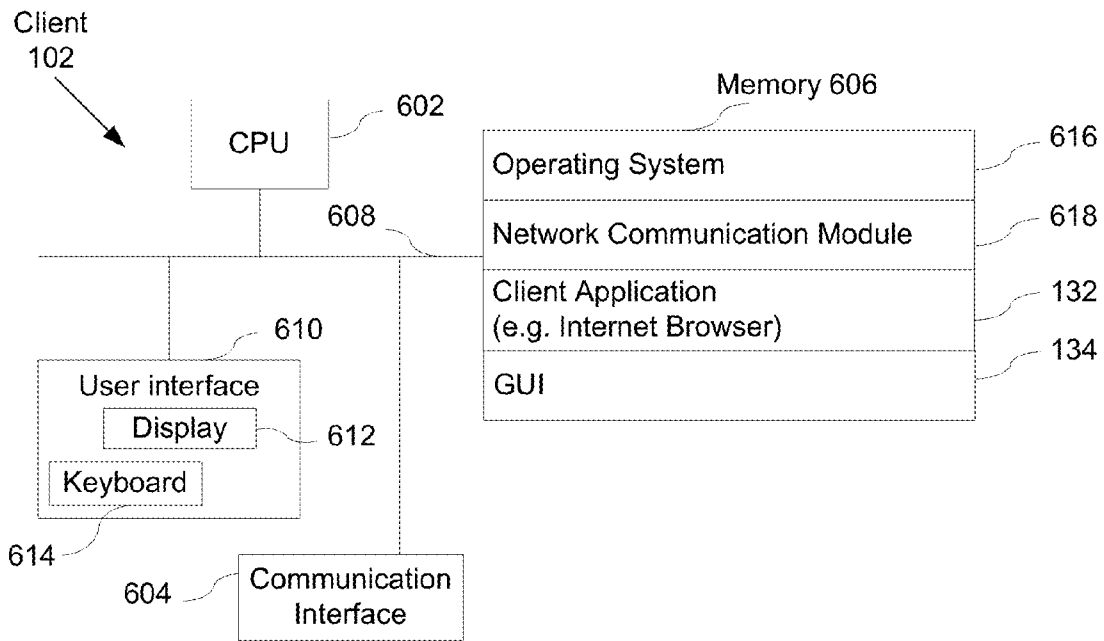 Client
102
CPU
602
Memory 606
Operating System
616
608
Network Communication Module
618
Client Application
(e.g. Internet Browser)
132
GUI
134
610
User interface
Display
612
Keyboard
614
604
Communication
Interface